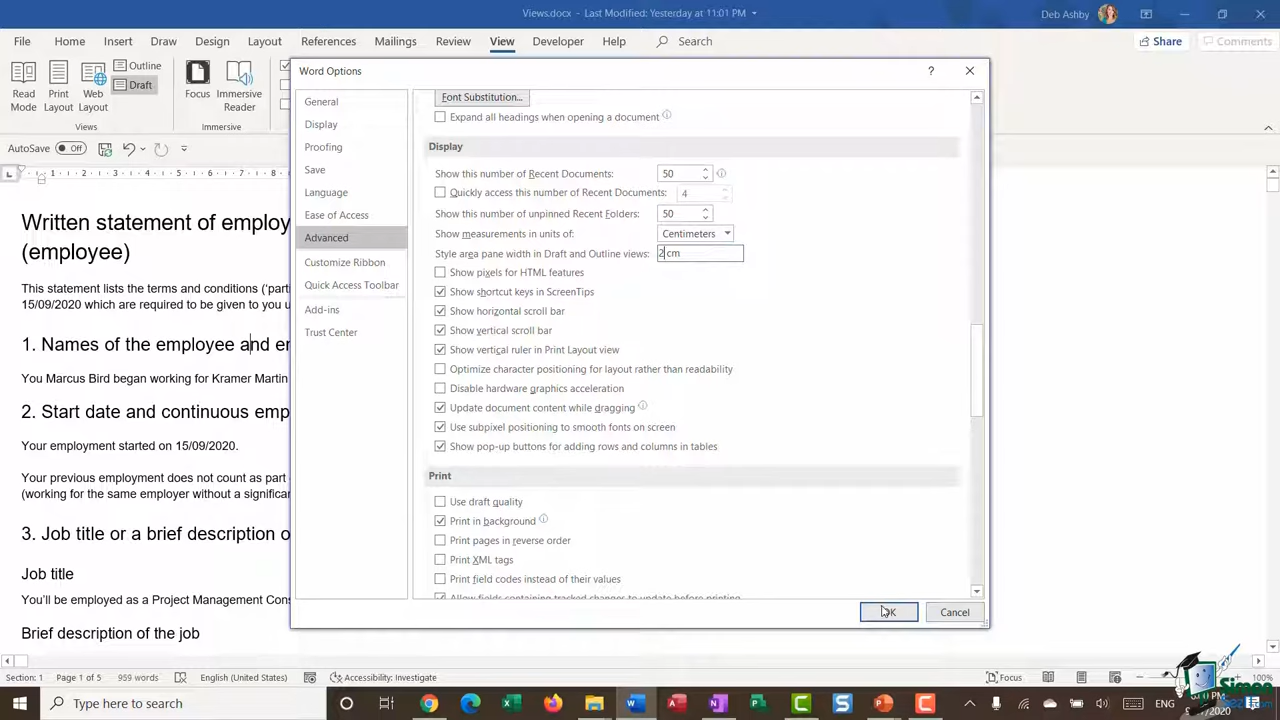 Views.docx - Last Modified: Yesterday at 11:01 PM
Deb Ashby
File Home Insert Draw Design Layout References Mailings Review View Developer Help Search Share Comments
Read Mode
Print Layout
Web Layout
Outline
Draft
Views
Focus
Immersive Reader
Immersive
AutoSave Off
Written statement of employ
(employee)
This statement lists the terms and conditions ('parti
15/09/2020 which are required to be given to you u
1. Names of the employee and en
You Marcus Bird began working for Kramer Martin
2. Start date and continuous emp
Your employment started on 15/09/2020.
Your previous employment does not count as part
(working for the same employer without a significan
3. Job title or a brief description o
Job title
You'll be employed as a Project Management Cons
Brief description of the job
Word Options
General
Display
Proofing
Save
Language
Ease of Access
Advanced
Customize Ribbon
Quick Access Toolbar
Add-ins
Trust Center
Font Substitution...
Expand all headings when opening a document
Display
Show this number of Recent Documents: 50
Quickly access this number of Recent Documents: 4
Show this number of unpinned Recent Folders: 50
Show measurements in units of: Centimeters
Style area pane width in Draft and Outline views: 2 cm
Show pixels for HTML features
Show shortcut keys in ScreenTips
Show horizontal scroll bar
Show vertical scroll bar
Show vertical ruler in Print Layout view
Optimize character positioning for layout rather than readability
Disable hardware graphics acceleration
Update document content while dragging
Use subpixel positioning to smooth fonts on screen
Show pop-up buttons for adding rows and columns in tables
Print
Use draft quality
Print in background
Print pages in reverse order
Print XML tags
Print field codes instead of their values
Allow fields containing tracked changes to update before printing
OK Cancel
Section: 1 Page 1 of 5 959 words English (United States) Accessibility: Investigate Focus 100%
Type here to search
ENG
Simon